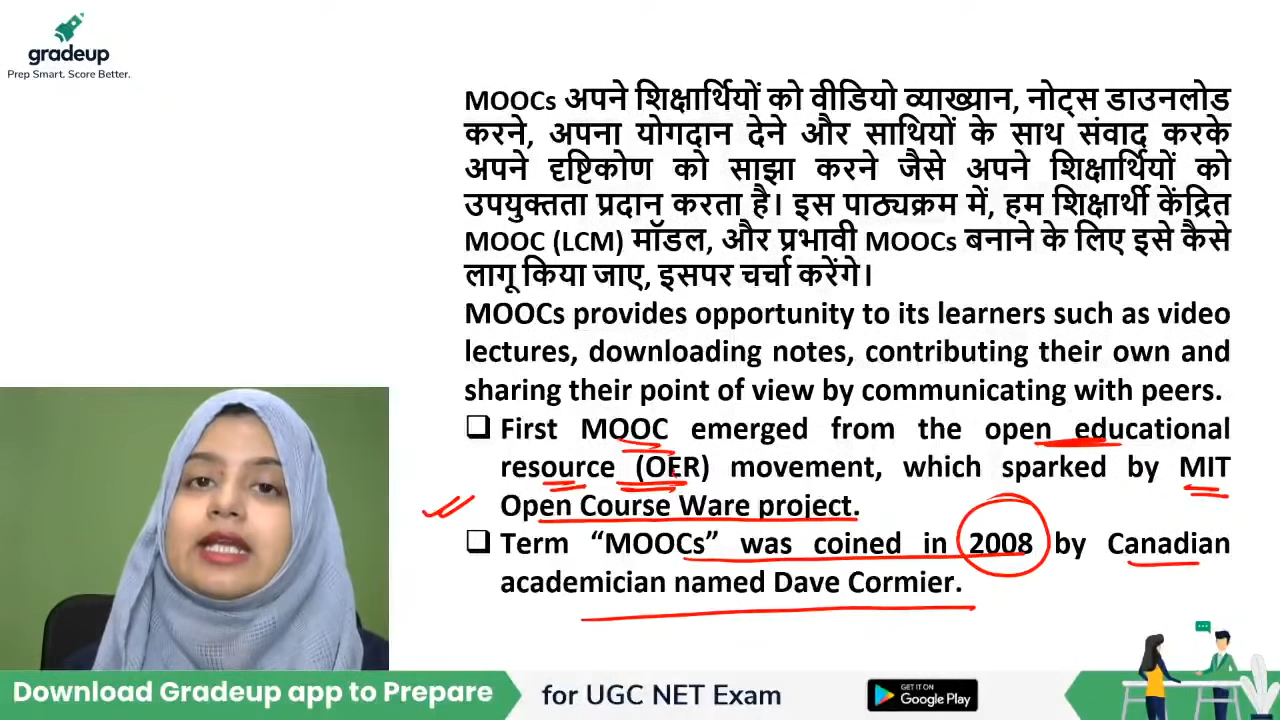 gradeup
Prep Smart. Score Better.
MOOCs अपने शिक्षार्थियों को वीडियो व्याख्यान, नोट्स डाउनलोड
करने, अपना योगदान देने और साथियों के साथ संवाद करके
अपने दृष्टिकोण को साझा करने जैसे अपने शिक्षार्थियों को
उपयुक्तता प्रदान करता है। इस पाठ्यक्रम में, हम शिक्षार्थी केंद्रित
MOOC (LCM) मॉडल, और प्रभावी MOOCs बनाने के लिए इसे कैसे
लागू किया जाए, इसपर चर्चा करेंगे।
MOOCs provides opportunity to its learners such as video
lectures, downloading notes, contributing their own and
sharing their point of view by communicating with peers.
First MOOC emerged from the open educational
resource (OER) movement, which sparked by MIT
Open Course Ware project.
Term “MOOCs” was coined in 2008 by Canadian
academician named Dave Cormier.
Download Gradeup app to Prepare for UGC NET Exam
GET IT ON
Google Play